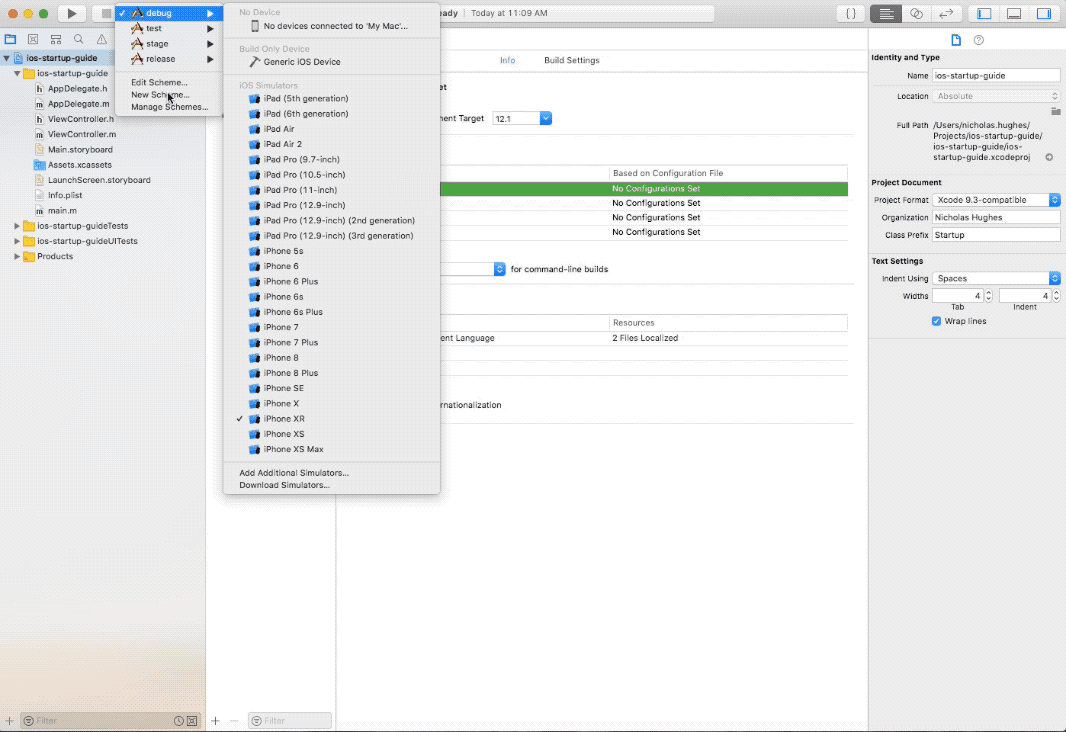 debug
test
stage
release
Edit Scheme...
New Scheme...
Manage Schemes...
No Device
No devices connected to 'My Mac'...
Build Only Device
Generic iOS Device
iOS Simulators
iPad (5th generation)
iPad (6th generation)
iPad Air
iPad Air 2
iPad Pro (9.7-inch)
iPad Pro (10.5-inch)
iPad Pro (11-inch)
iPad Pro (12.9-inch)
iPad Pro (12.9-inch) (2nd generation)
iPad Pro (12.9-inch) (3rd generation)
iPhone 5s
iPhone 6
iPhone 6 Plus
iPhone 6s
iPhone 6s Plus
iPhone 7
iPhone 7 Plus
iPhone 8
iPhone 8 Plus
iPhone SE
iPhone X
iPhone XR
iPhone XS
iPhone XS Max
Add Additional Simulators...
Download Simulators...
eady | Today at 11:09 AM
ios-startup-guide
ios-startup-guide
AppDelegate.h
AppDelegate.m
ViewController.h
ViewController.m
Main.storyboard
Assets.xcassets
LaunchScreen.storyboard
Info.plist
main.m
ios-startup-guideTests
ios-startup-guideUITests
Products
Filter
Filter
Info Build Settings
et
ent Target 12.1
Based on Configuration File
No Configurations Set
No Configurations Set
No Configurations Set
No Configurations Set
for command-line builds
Resources
ent Language 2 Files Localized
rnationalization
Identity and Type
Name ios-startup-guide
Location Absolute
Full Path /Users/nicholas.hughes/
Projects/ios-startup-guide/
ios-startup-guide/ios-
startup-guide.xcodeproj
Project Document
Project Format Xcode 9.3-compatible
Organization Nicholas Hughes
Class Prefix Startup
Text Settings
Indent Using Spaces
Widths 4 4
Tab Indent
Wrap lines